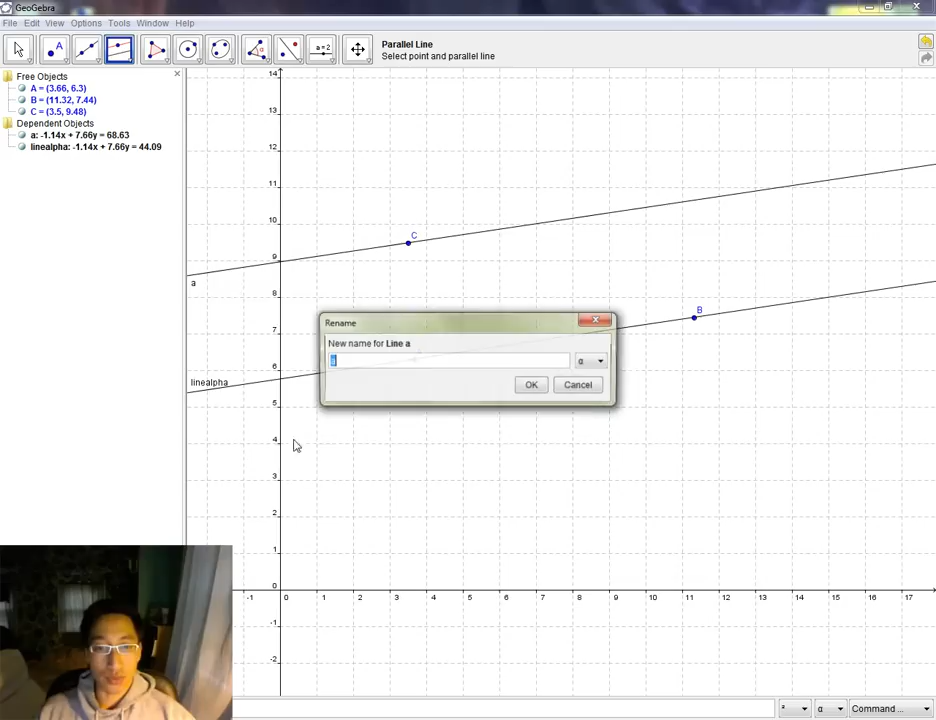 GeoGebra
File Edit View Options Tools Window Help
A a=2
Parallel Line
Select point and parallel line
Free Objects
A = (3.66, 6.3)
B = (11.32, 7.44)
C = (3.5, 9.48)
Dependent Objects
a: -1.14x + 7.66y = 68.63
linealpha: -1.14x + 7.66y = 44.09
14
13
12
11
10
9
8
7
6
5
4
3
2
1
0
-1
-2
-1 0 1 2 3 4 5 6 7 8 9 10 11 12 13 14 15 16 17
C
a
B
linealpha
Rename
New name for Line a
a
α
OK Cancel
² α Command ...